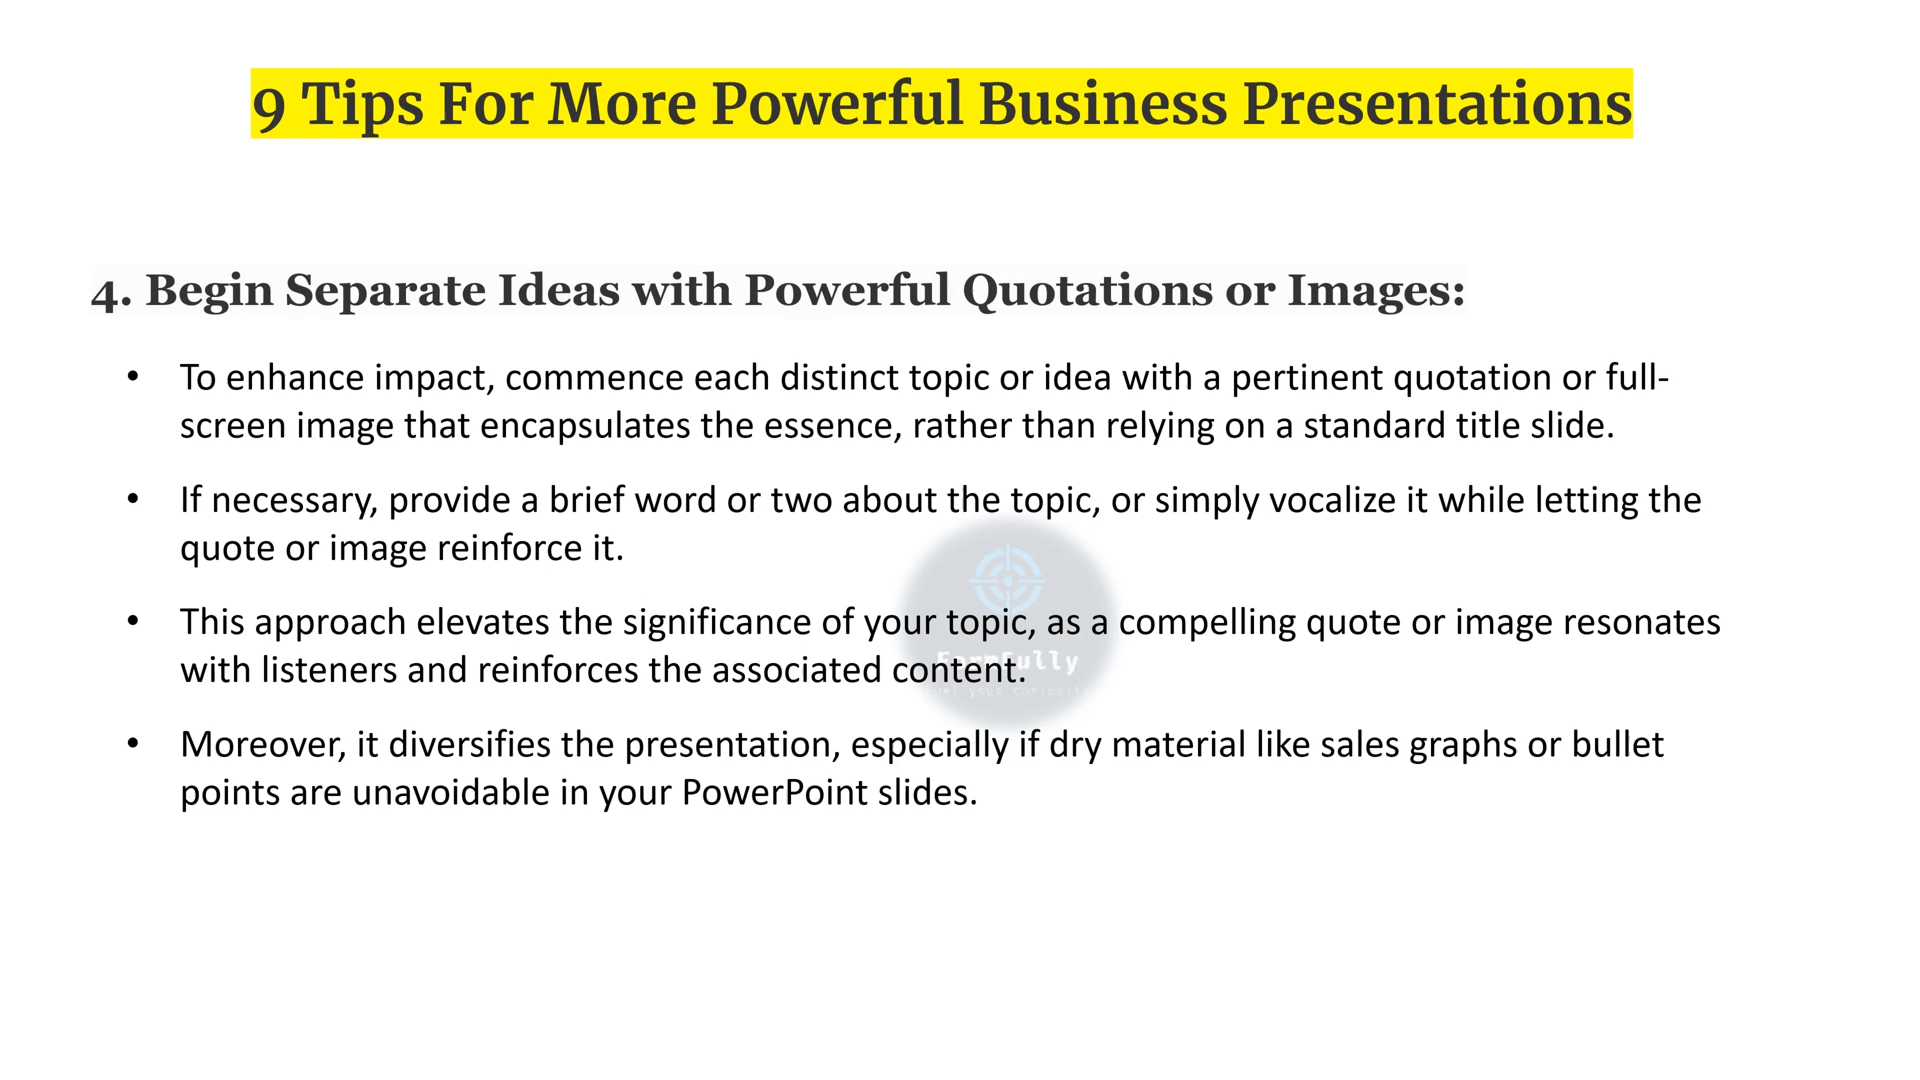 9 Tips For More Powerful Business Presentations
4. Begin Separate Ideas with Powerful Quotations or Images:
• To enhance impact, commence each distinct topic or idea with a pertinent quotation or full-
screen image that encapsulates the essence, rather than relying on a standard title slide.
• If necessary, provide a brief word or two about the topic, or simply vocalize it while letting the
quote or image reinforce it.
• This approach elevates the significance of your topic, as a compelling quote or image resonates
with listeners and reinforces the associated content.
• Moreover, it diversifies the presentation, especially if dry material like sales graphs or bullet
points are unavoidable in your PowerPoint slides.